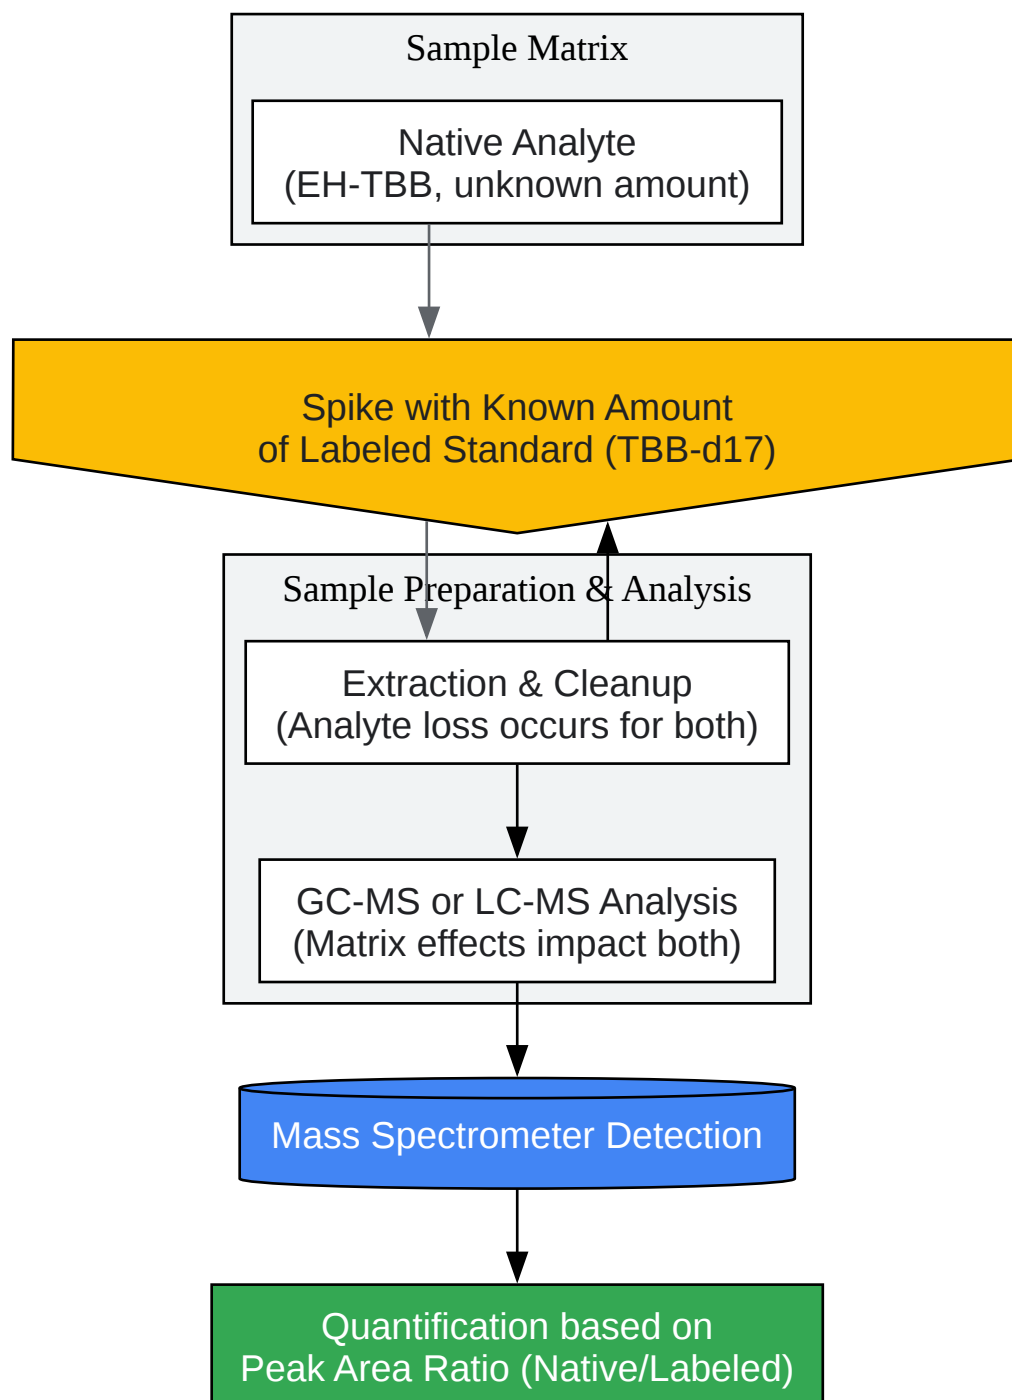 Sample Matrix
Native Analyte
(EH-TBB, unknown amount)
Spike with Known Amount
of Labeled Standard (TBB-d17)
Sample Preparation & Analysis
Extraction & Cleanup
(Analyte loss occurs for both)
GC-MS or LC-MS Analysis
(Matrix effects impact both)
Mass Spectrometer Detection
Quantification based on
Peak Area Ratio (Native/Labeled)